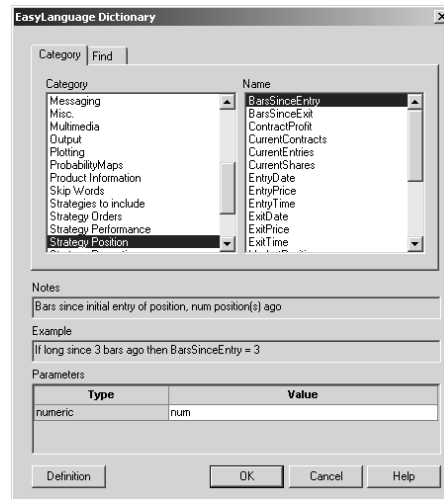 EasyLanguage Dictionary
Category
Find
Category
Name
Messaging
Misc.
Multimedia
Output
Plotting
ProbabilityMaps
Product Information
Skip Words
Strategies to include
Strategy Orders
Strategy Performance
Strategy Position
BarsSinceEntry
BarsSinceExit
ContractProfit
CurrentContracts
CurrentEntries
CurrentShares
EntryDate
EntryPrice
EntryTime
ExitDate
ExitPrice
ExitTime
Notes
Bars since initial entry of position, num position(s) ago
Example
If long since 3 bars ago then BarsSinceEntry = 3
Parameters
Type Value
numeric num
Definition OK Cancel Help